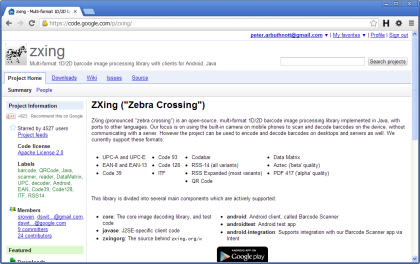 zxing - Multi-format 1D/2D b
https://code.google.com/p/zxing/
peter.arbuthnott@gmail.com ▼ | My favorites ▼ | Profile | Sign out
zxing
Multi-format 1D/2D barcode image processing library with clients for Android, Java
Search projects
Project Home Downloads Wiki Issues Source
Summary People
Project Information
+4523 Recommend this on Google
Starred by 4527 users
Project feeds
Code license
Apache License 2.0
Labels
barcode, QRCode, Java,
scanner, reader, DataMatrix,
UPC, decoder, Android,
EAN, Code39, Code128,
ITF, RSS14
Members
srowen, dswit...@gmail.com,
dswit...@google.com
9 committers
24 contributors
Featured
Downloads
ZXing ("Zebra Crossing")
ZXing (pronounced "zebra crossing") is an open-source, multi-format 1D/2D barcode image processing library implemented in Java, with
ports to other languages. Our focus is on using the built-in camera on mobile phones to scan and decode barcodes on the device, without
communicating with a server. However the project can be used to encode and decode barcodes on desktops and servers as well. We
currently support these formats:
UPC-A and UPC-E
EAN-8 and EAN-13
Code 39
Code 93
Code 128
ITF
Codabar
RSS-14 (all variants)
RSS Expanded (most variants)
QR Code
Data Matrix
Aztec ('beta' quality)
PDF 417 ('alpha' quality)
This library is divided into several main components which are actively supported:
core: The core image decoding library, and test
code
javase: J2SE-specific client code
zxingorg: The source behind zxing.org/w
android: Android client, called Barcode Scanner
androidtest: Android test app
android-integration: Supports integration with our Barcode Scanner app via
Intent
Google play